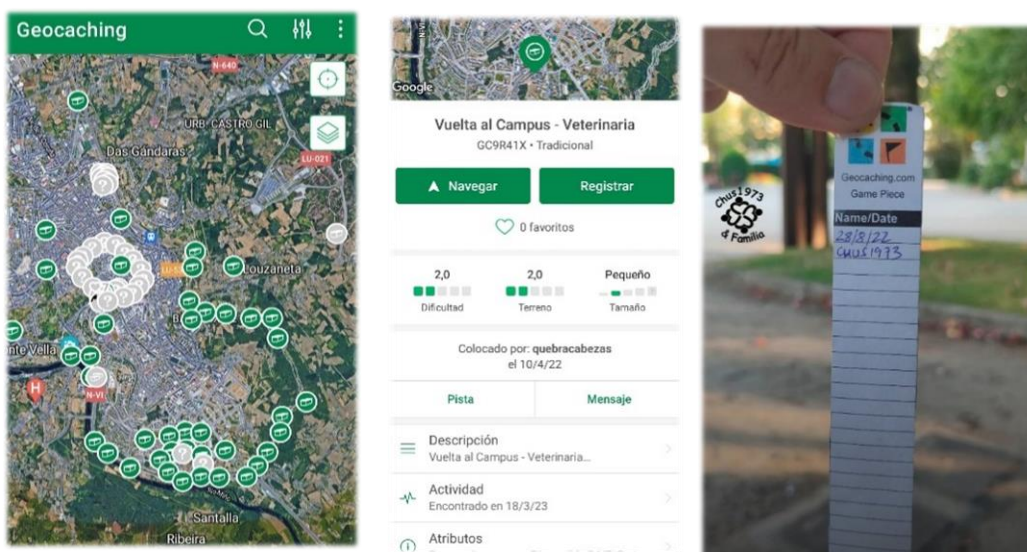 Geocaching
N-640
URB. CASTRO GIL
Das Gándaras
LU-021
Louzaneta
nte Vella
H
N-VI
Santalla
Ribeira
N-VI
Google
Vuelta al Campus - Veterinaria
GC9R41X • Tradicional
Navegar
Registrar
0 favoritos
2,0
2,0
Pequeño
Dificultad
Terreno
Tamaño
Colocado por: quebracabezas
el 10/4/22
Pista
Mensaje
Descripción
Vuelta al Campus - Veterinaria...
Actividad
Encontrado en 18/3/23
Atributos
Chus1973
& Familia
Geocaching.com
Game Piece
Name/Date
28/8/22
CHUS1973